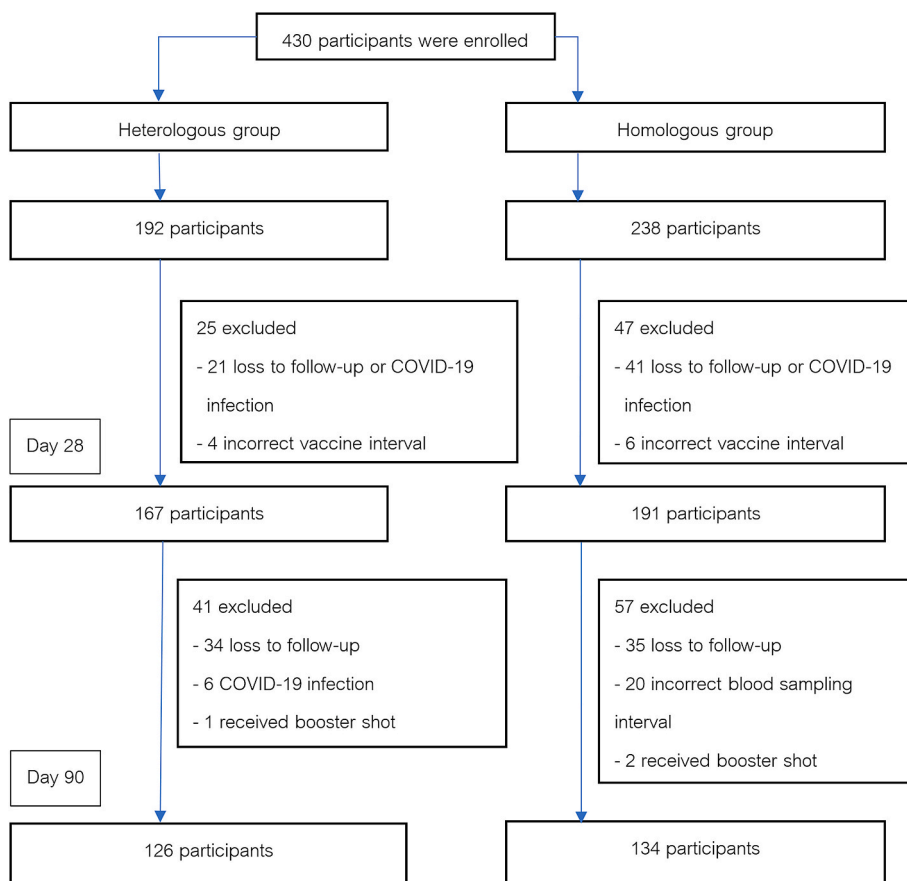 430 participants were enrolled
Heterologous group
Homologous group
192 participants
238 participants
25 excluded
- 21 loss to follow-up or COVID-19
infection
- 4 incorrect vaccine interval
47 excluded
- 41 loss to follow-up or COVID-19
infection
- 6 incorrect vaccine interval
Day 28
167 participants
191 participants
41 excluded
- 34 loss to follow-up
- 6 COVID-19 infection
- 1 received booster shot
57 excluded
- 35 loss to follow-up
- 20 incorrect blood sampling
interval
- 2 received booster shot
Day 90
126 participants
134 participants